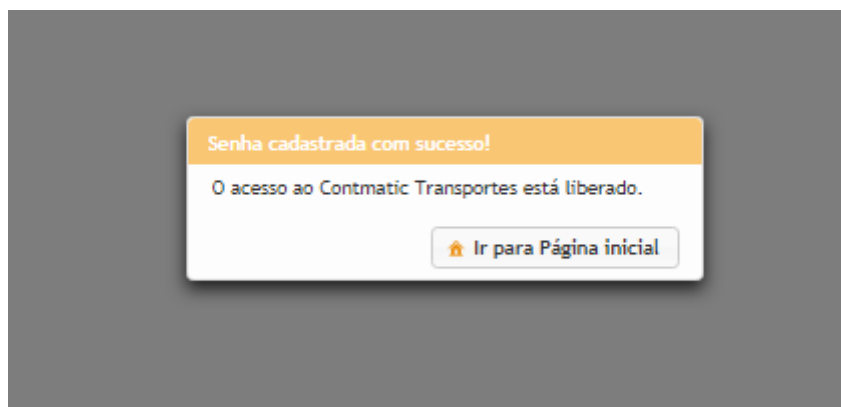 Senha cadastrada com sucesso!
O acesso ao Contmatic Transportes está liberado.
Ir para Página inicial